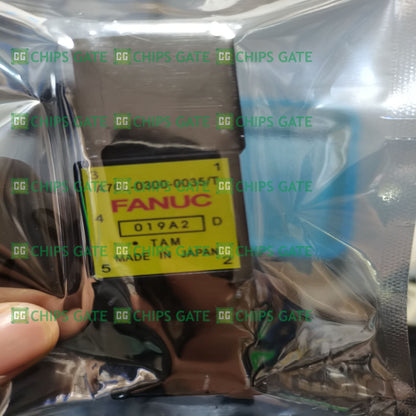 CHIPS GATE CHIPS GATE CHIPS GATE
CHIPS GATE CHIPS GATE CHIPS GATE
3 1
-0300-0035/T
FANUC
4 019A2 D
• TAM
MADE IN JAPAN
5 2
CHIPS GATE CHIPS GATE CHIPS GATE
CHIPS GATE CHIPS GATE CHIPS GATE
CHIPS GATE CHIPS GATE CHIPS GATE